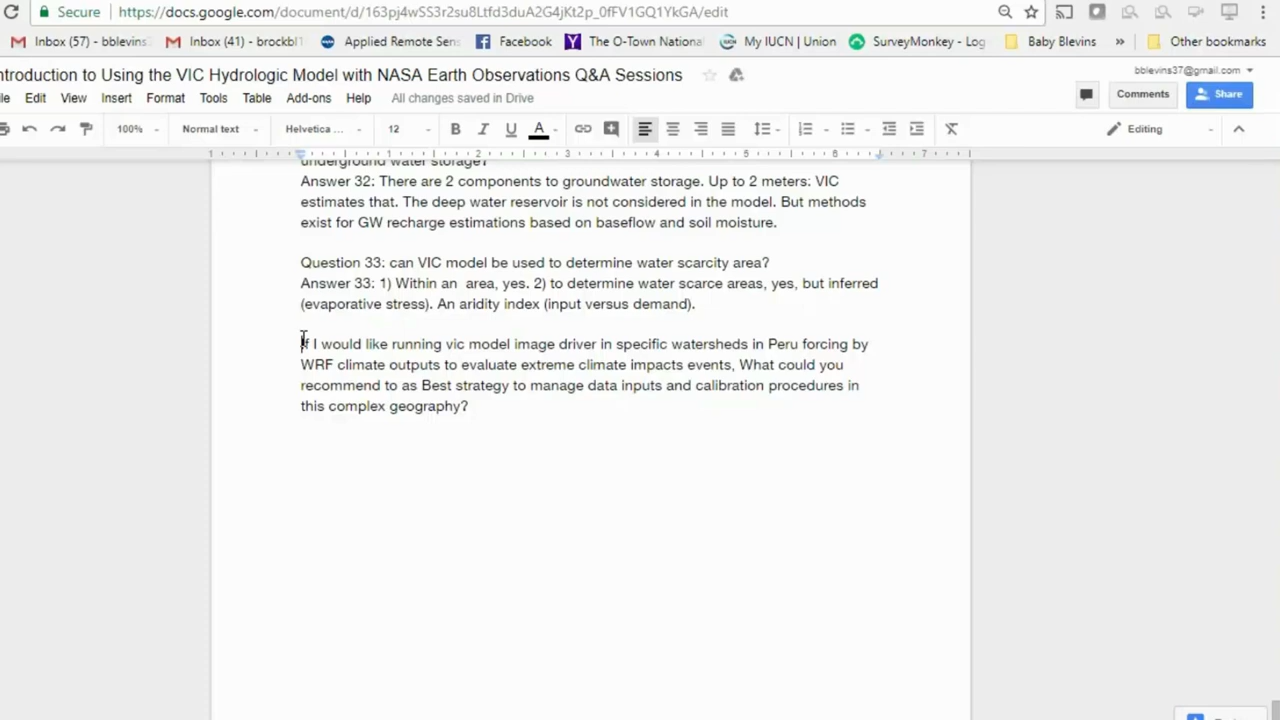 Secure https://docs.google.com/document/d/163pj4wSS3r2su8Ltfd3duA2G4jKt2p_0fFV1GQ1YkGA/edit
Inbox (57) - bblevins Inbox (41) - brockbl Applied Remote Sens Facebook The O-Town National My IUCN | Union SurveyMonkey - Log Baby Blevins » Other bookmarks
ntroduction to Using the VIC Hydrologic Model with NASA Earth Observations Q&A Sessions
bblevins37@gmail.com
le Edit View Insert Format Tools Table Add-ons Help All changes saved in Drive
Comments Share
100% Normal text Helvetica ... 12 B I U A Editing
1 1 2 3 4 5 6 7
underground water storage?
Answer 32: There are 2 components to groundwater storage. Up to 2 meters: VIC
estimates that. The deep water reservoir is not considered in the model. But methods
exist for GW recharge estimations based on baseflow and soil moisture.
Question 33: can VIC model be used to determine water scarcity area?
Answer 33: 1) Within an area, yes. 2) to determine water scarce areas, yes, but inferred
(evaporative stress). An aridity index (input versus demand).
If I would like running vic model image driver in specific watersheds in Peru forcing by
WRF climate outputs to evaluate extreme climate impacts events, What could you
recommend to as Best strategy to manage data inputs and calibration procedures in
this complex geography?